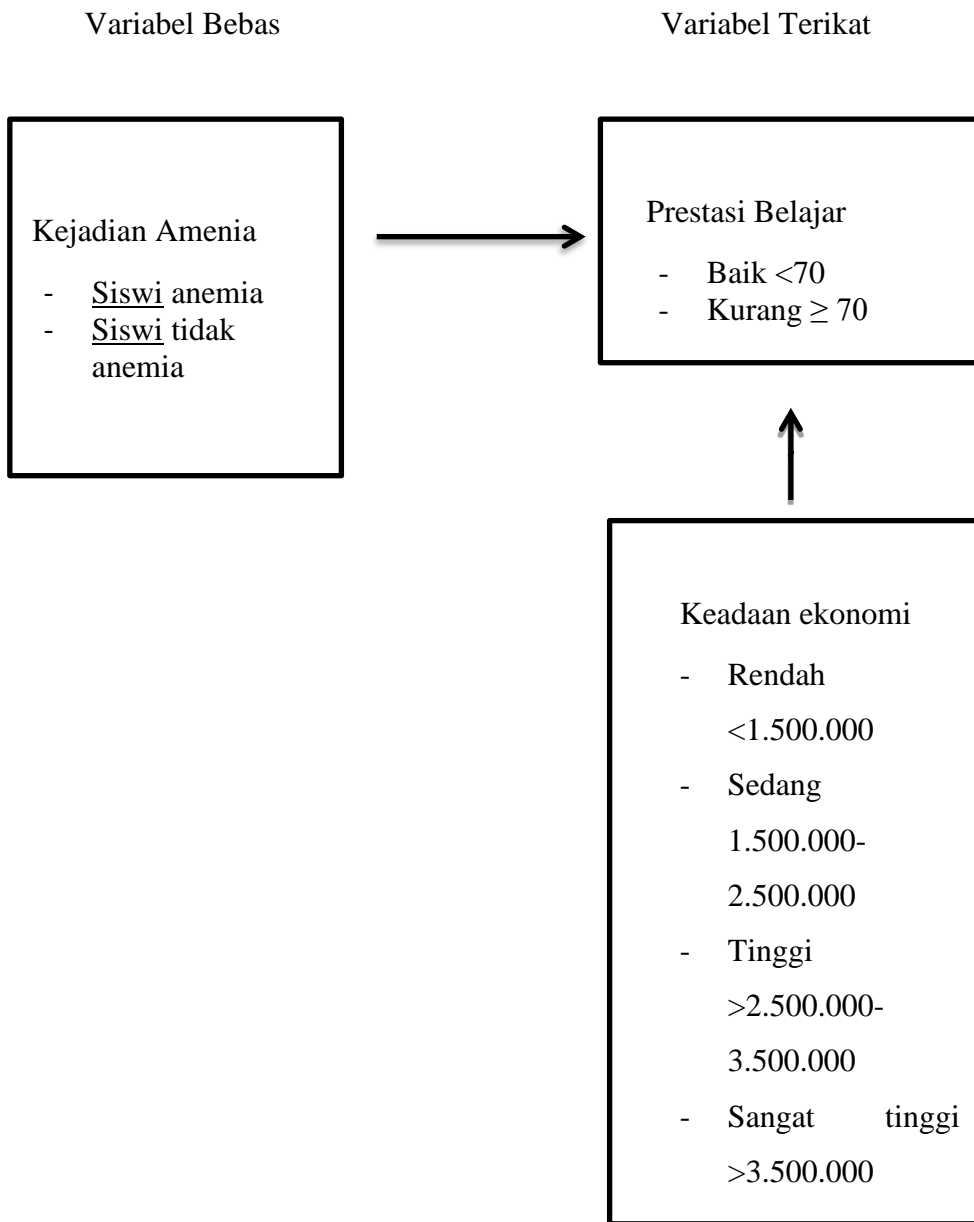 Variabel Bebas
Variabel Terikat
Kejadian Amenia
- Siswi anemia
- Siswi tidak
anemia
Prestasi Belajar
- Baik <70
- Kurang ≥ 70
Keadaan ekonomi
- Rendah
<1.500.000
- Sedang
1.500.000-
2.500.000
- Tinggi
>2.500.000-
3.500.000
- Sangat tinggi
>3.500.000